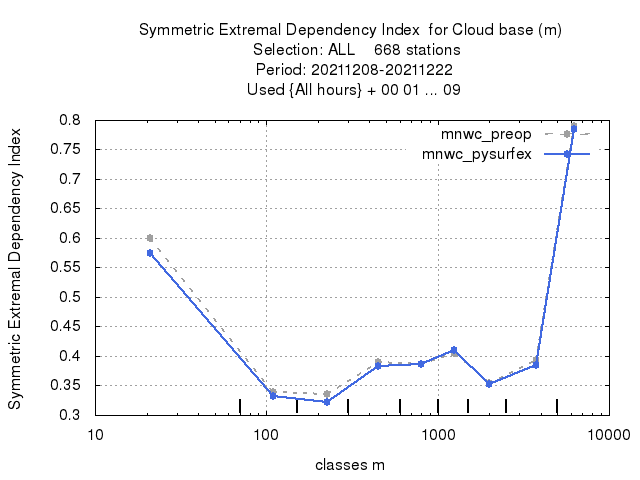 Symmetric Extremal Dependency Index for Cloud base (m)
Selection: ALL 668 stations
Period: 20211208-20211222
Used {All hours} + 00 01 ... 09
mnwc_preop
mnwc_pysurfex
Symmetric Extremal Dependency Index
0.8
0.75
0.7
0.65
0.6
0.55
0.5
0.45
0.4
0.35
0.3
10 100 1000 10000
classes m